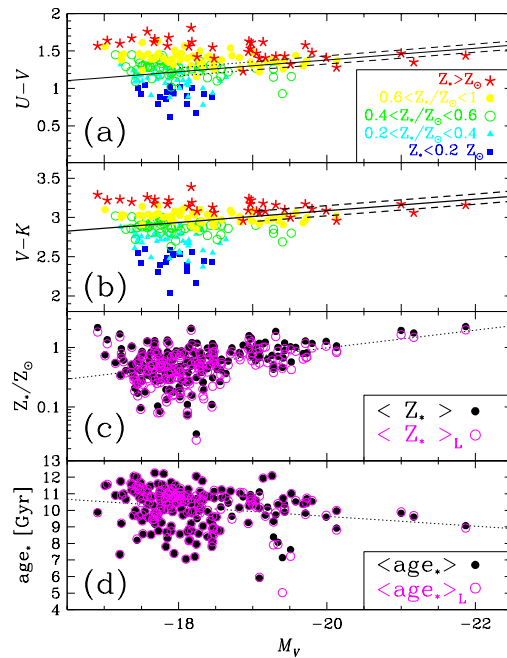 2
1.5
1
0.5
U−V
(a)
Z*>Z⊙
0.6<Z*/Z⊙<1
0.4<Z*/Z⊙<0.6
0.2<Z*/Z⊙<0.4
Z*<0.2 Z⊙
3.5
3
2.5
2
V−K
(b)
1
0.1
Z*/Z⊙
(c)
< Z* >
< Z* >L
13
12
11
10
9
8
7
6
5
4
age* [Gyr]
(d)
<age*>
<age*>L
−18
−20
−22
MV